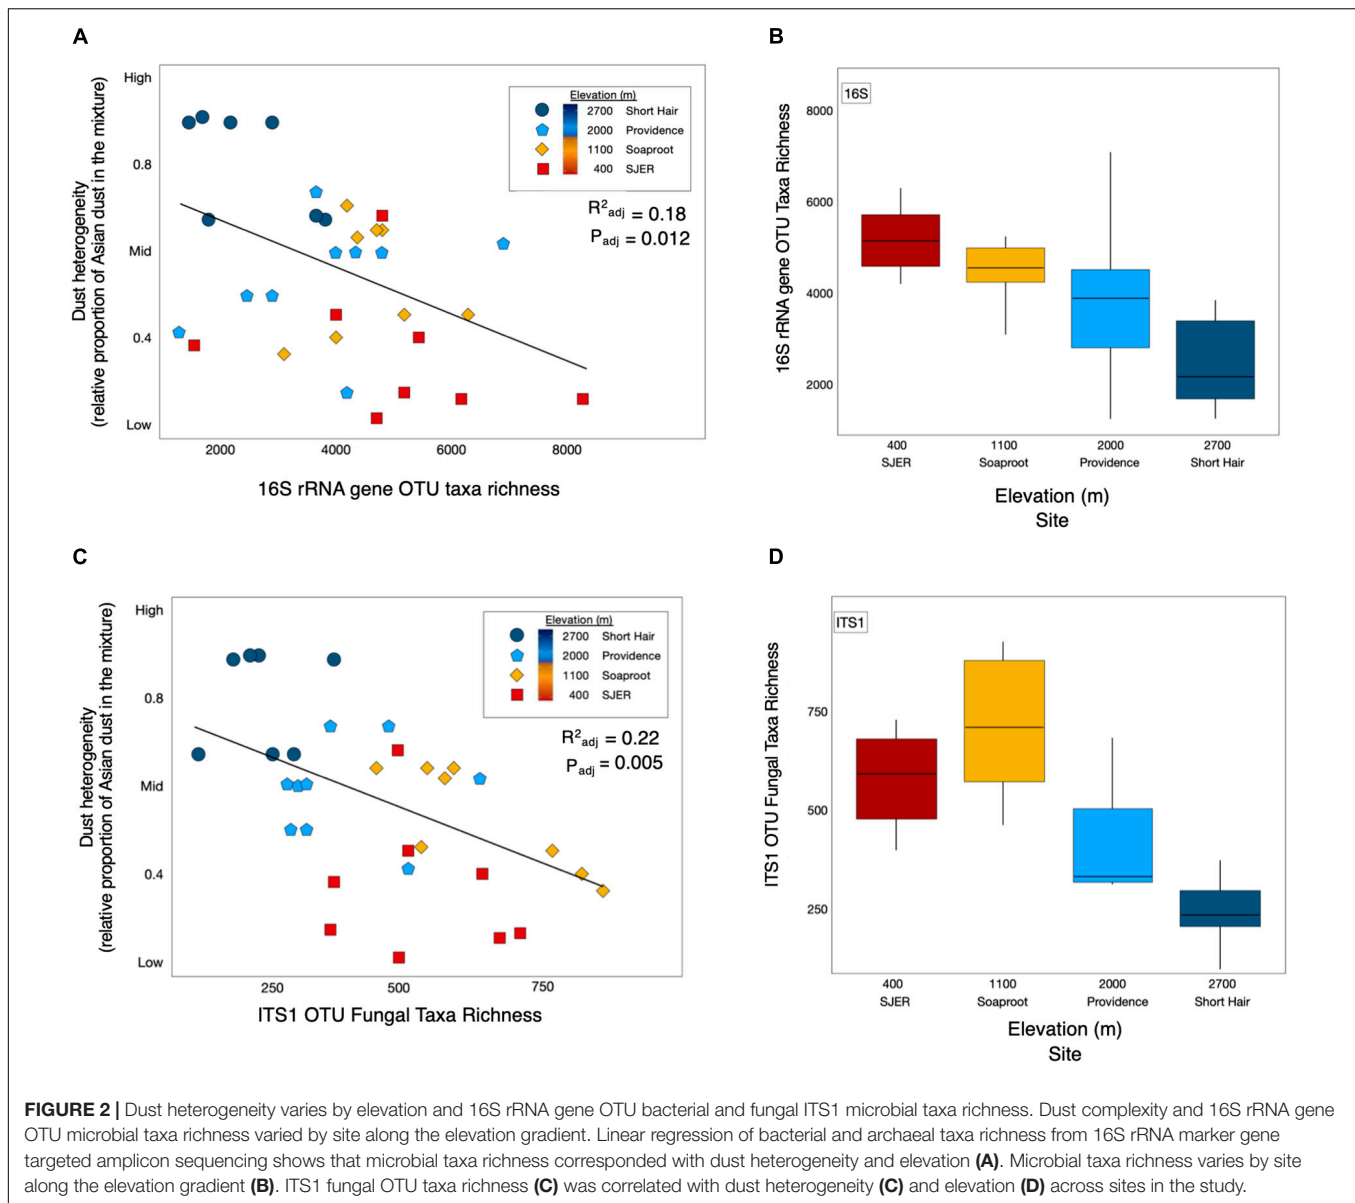 A
High
0.8
Mid
0.4
Low
Dust heterogeneity
(relative proportion of Asian dust in the mixture)
Elevation (m)
2700 Short Hair
2000 Providence
1100 Soaproot
400 SJER
R²adj = 0.18
Padj = 0.012
2000 4000 6000 8000
16S rRNA gene OTU taxa richness
B
16S
8000
6000
4000
2000
16S rRNA gene OTU Taxa Richness
400 1100 2000 2700
SJER Soaproot Providence Short Hair
Elevation (m)
Site
C
High
0.8
Mid
0.4
Low
Dust heterogeneity
(relative proportion of Asian dust in the mixture)
Elevation (m)
2700 Short Hair
2000 Providence
1100 Soaproot
400 SJER
R²adj = 0.22
Padj = 0.005
250 500 750
ITS1 OTU Fungal Taxa Richness
D
ITS1
750
500
250
ITS1 OTU Fungal Taxa Richness
400 1100 2000 2700
SJER Soaproot Providence Short Hair
Elevation (m)
Site
FIGURE 2 | Dust heterogeneity varies by elevation and 16S rRNA gene OTU bacterial and fungal ITS1 microbial taxa richness. Dust complexity and 16S rRNA gene
OTU microbial taxa richness varied by site along the elevation gradient. Linear regression of bacterial and archaeal taxa richness from 16S rRNA marker gene
targeted amplicon sequencing shows that microbial taxa richness corresponded with dust heterogeneity and elevation (A). Microbial taxa richness varies by site
along the elevation gradient (B). ITS1 fungal OTU taxa richness (C) was correlated with dust heterogeneity (C) and elevation (D) across sites in the study.